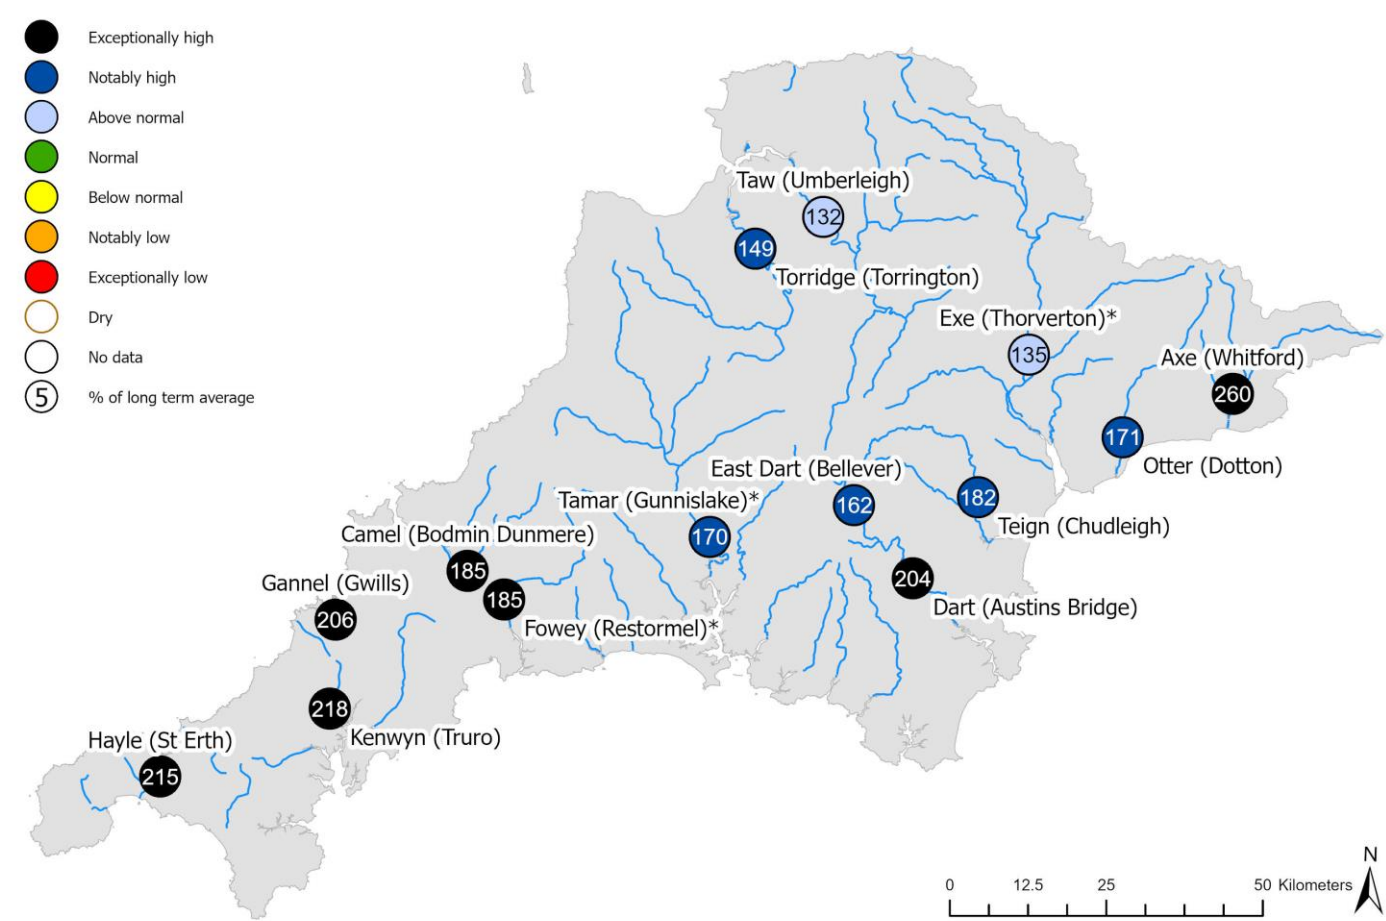 Exceptionally high
Notably high
Above normal
Normal
Below normal
Notably low
Exceptionally low
Dry
No data
5 % of long term average
Taw (Umberleigh)
132
149
Torridge (Torrington)
Exe (Thorverton)*
135
Axe (Whitford)
260
171
Otter (Dotton)
East Dart (Bellever)
162
182
Teign (Chudleigh)
Tamar (Gunnislake)*
170
Camel (Bodmin Dunmere)
185
185
Fowey (Restormel)*
204
Dart (Austins Bridge)
Gannel (Gwills)
206
218
Kenwyn (Truro)
Hayle (St Erth)
215
N
0 12.5 25 50 Kilometers